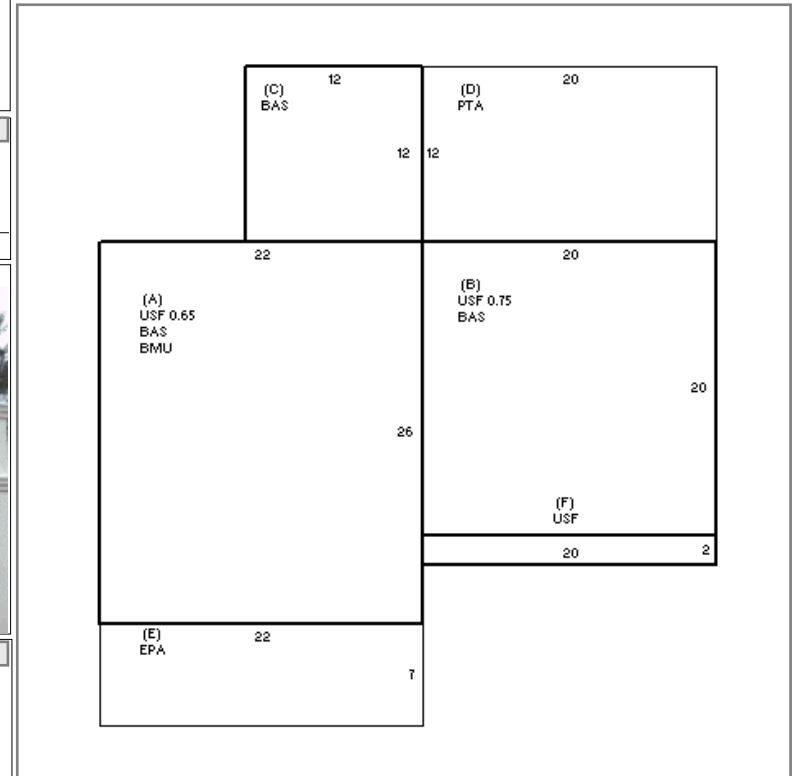 12
(C)
BAS
12
20
(D)
PTA
12
22
(A)
USF 0.65
BAS
BMU
26
20
(B)
USF 0.75
BAS
20
(F)
USF
20
2
(E)
EPA
22
7